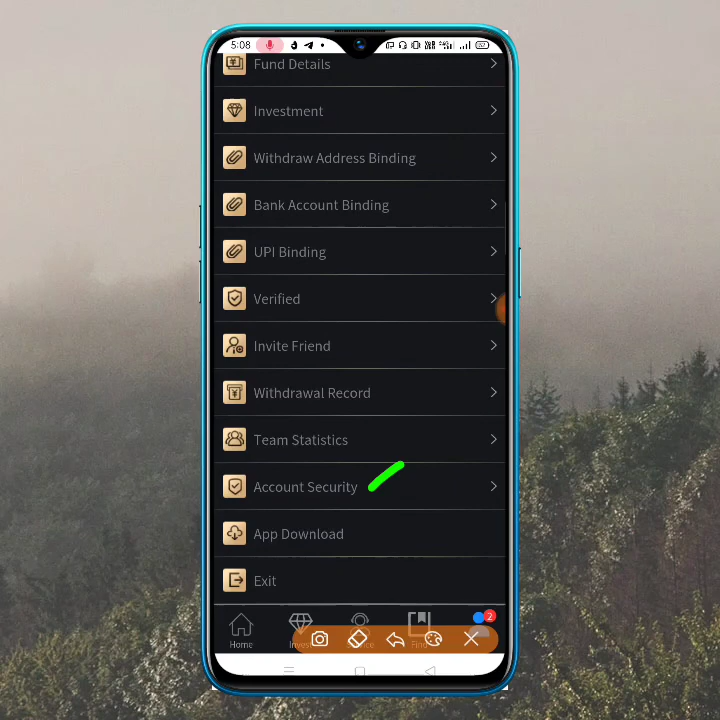 5:08
Fund Details
Investment
Withdraw Address Binding
Bank Account Binding
UPI Binding
Verified
Invite Friend
Withdrawal Record
Team Statistics
Account Security
App Download
Exit
2
Home